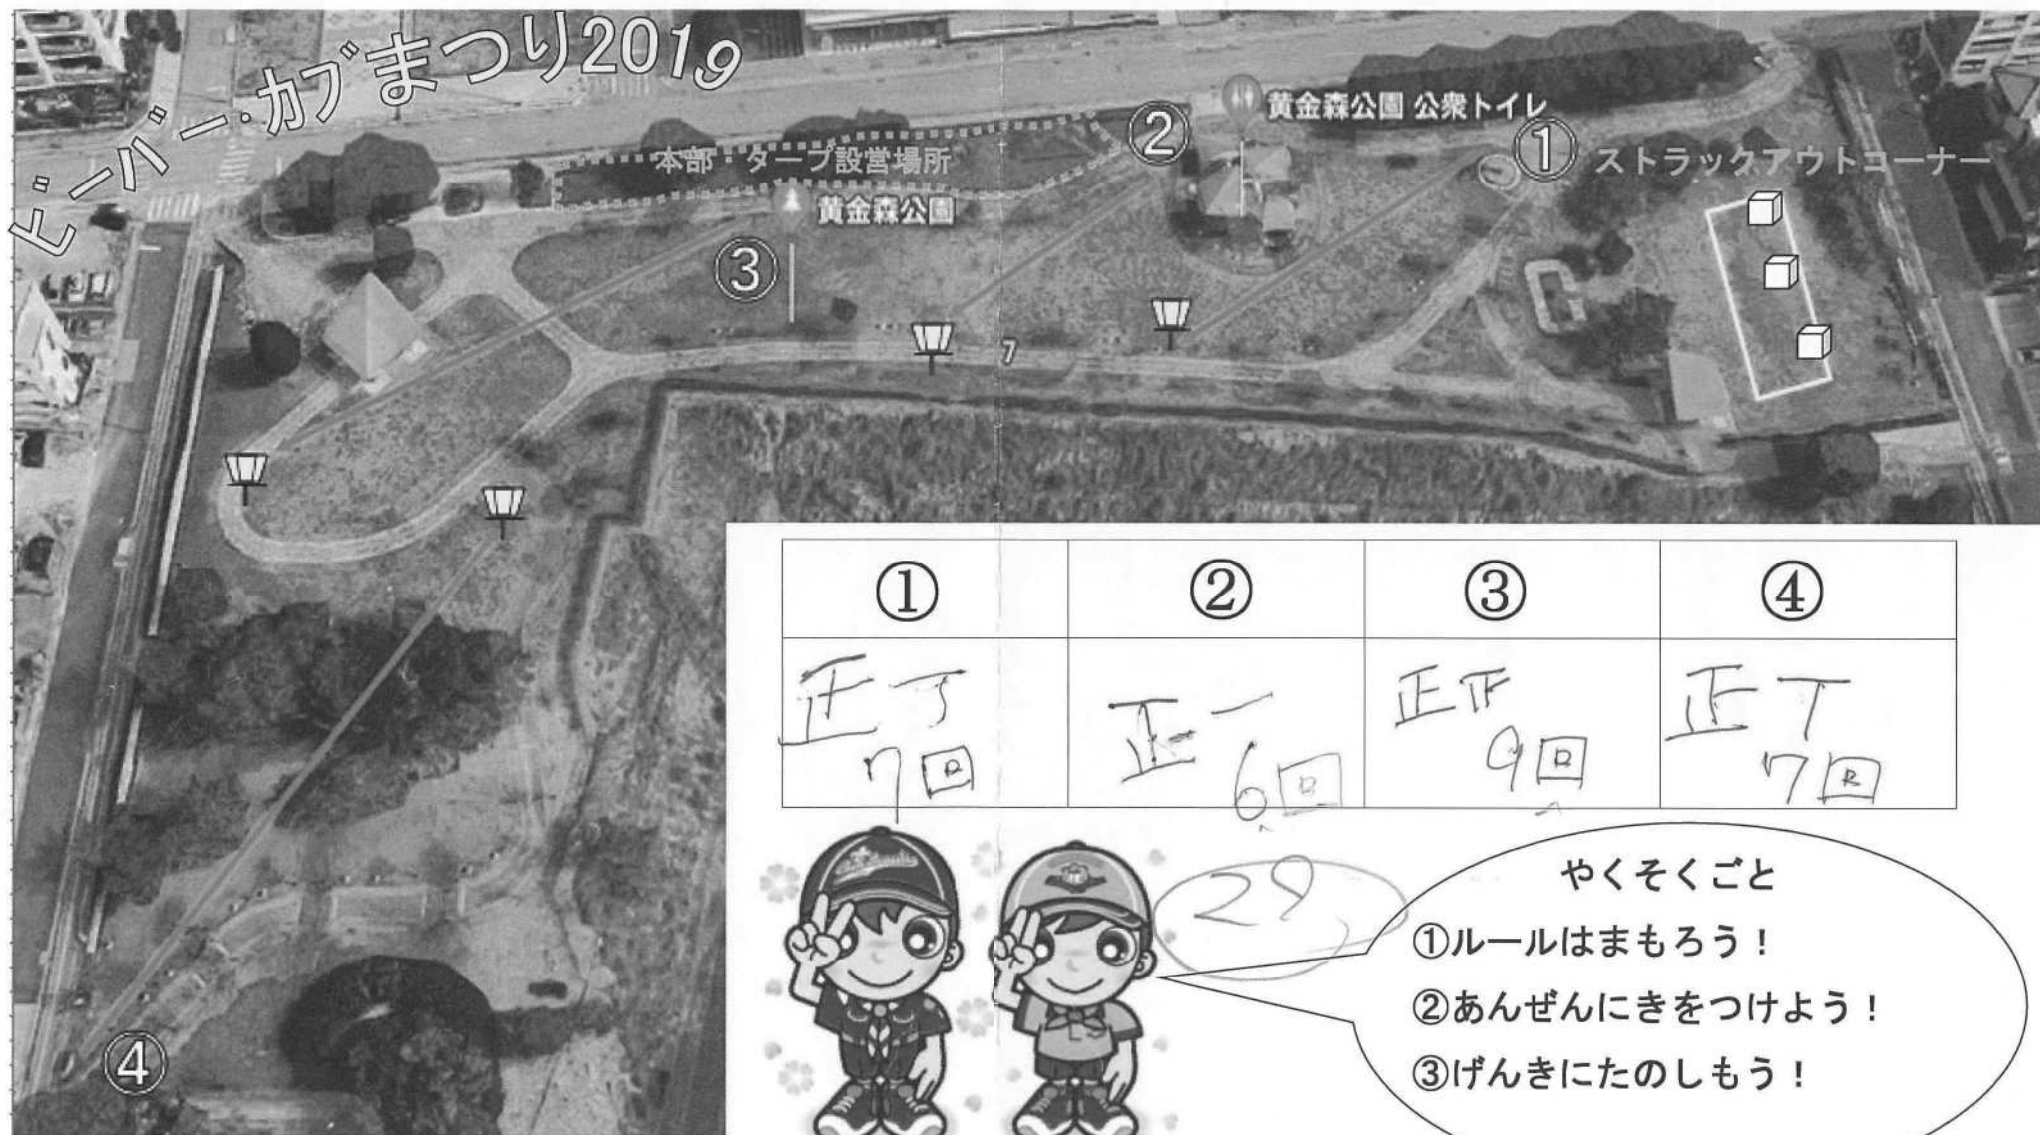 ビーバー・カブまつり2019
黄金森公園 公衆トイレ
②
①
本部・タープ設営場所
ストラックアウトコーナー
黄金森公園
③
7
④
① ② ③ ④
正丅 正一 正正 正丅
7回 6回 9回 7回
29
やくそくごと
①ルールはまもろう！
②あんぜんにきをつけよう！
③げんきにたのしもう！